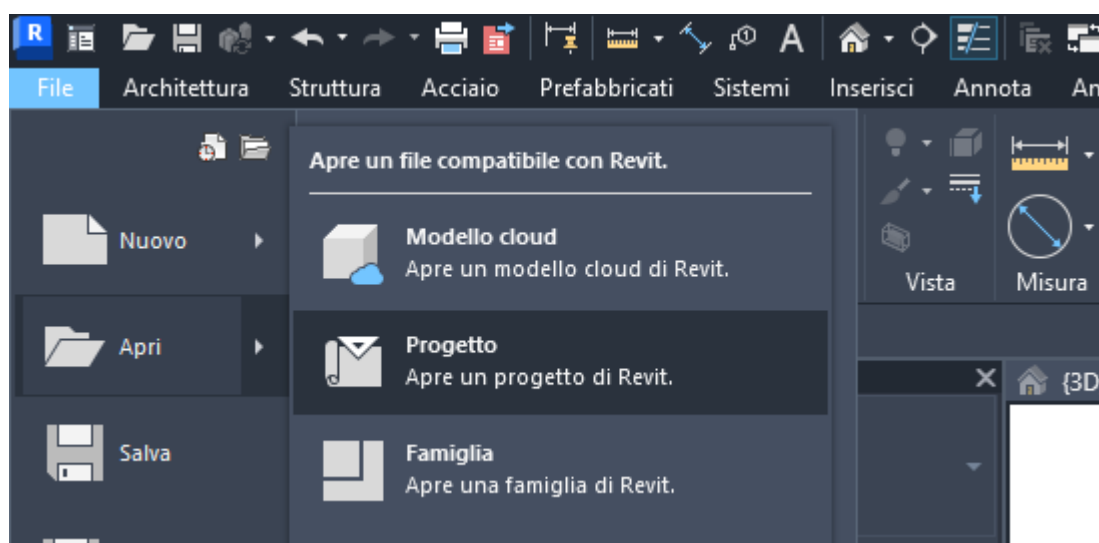 R
A
File Architettura Struttura Acciaio Prefabbricati Sistemi Inserisci Annota An
Apre un file compatibile con Revit.
Nuovo
Modello cloud
Apre un modello cloud di Revit.
Vista Misura
Apri
Progetto
Apre un progetto di Revit.
{3D
Salva
Famiglia
Apre una famiglia di Revit.